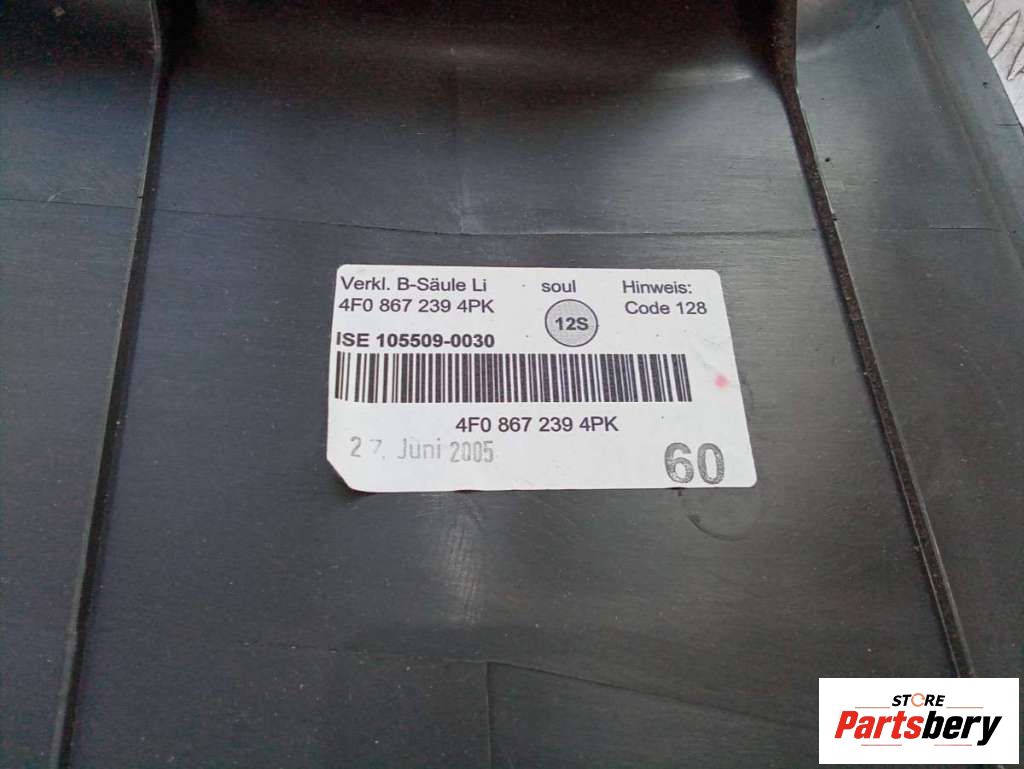 Verkl. B-Säule Li soul Hinweis:
4F0 867 239 4PK 12S Code 128
ISE 105509-0030
4F0 867 239 4PK
27. Juni 2005
60
STORE
Partsbery